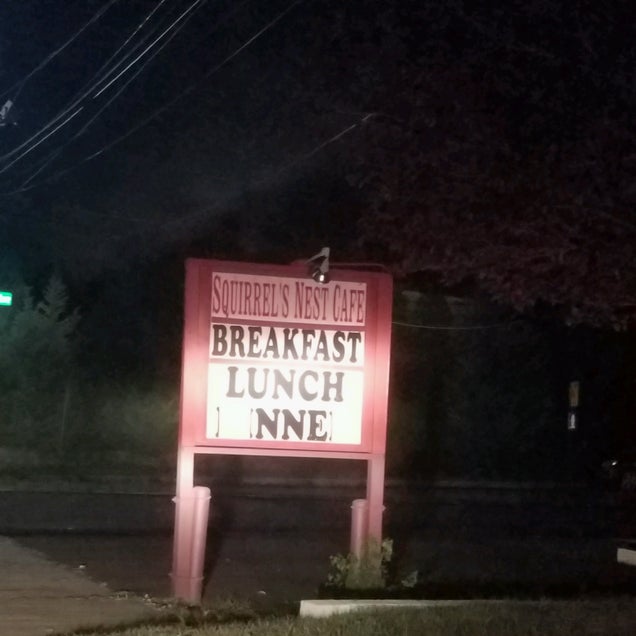 SQUIRREL'S NEST CAFE
BREAKFAST
LUNCH
INNE